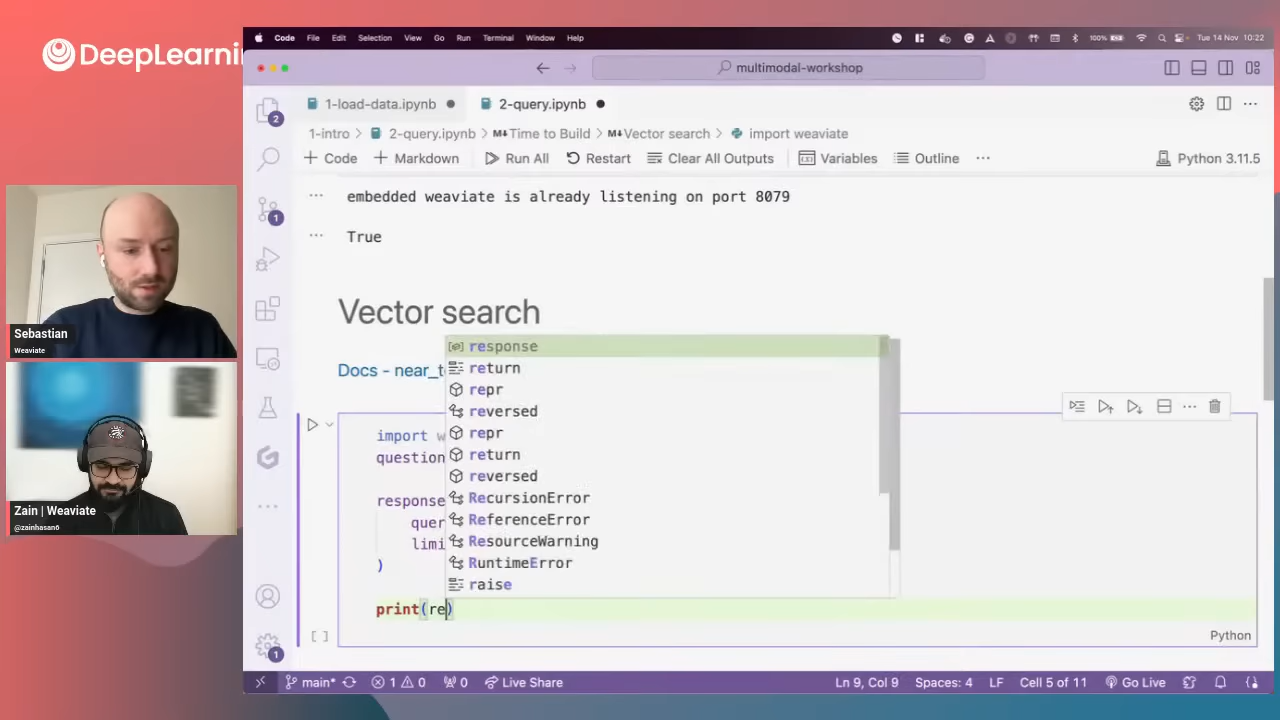 DeepLearnin
Code File Edit Selection View Go Run Terminal Window Help 100% Tue 14 Nov 10:22
multimodal-workshop
1-load-data.ipynb 2-query.ipynb
1-intro > 2-query.ipynb > M↓Time to Build > M↓Vector search > import weaviate
+ Code + Markdown Run All Restart Clear All Outputs Variables Outline ... Python 3.11.5
2
... embedded weaviate is already listening on port 8079
1
... True
Sebastian
Weaviate
Vector search
response
Docs - near_t
return
repr
reversed
import w
repr
question
return
reversed
response
RecursionError
quer
ReferenceError
limi
ResourceWarning
)
RuntimeError
raise
print(re)
[ ]
Python
Zain | Weaviate
@zainhasan6
1
main* 1 0 0 Live Share Ln 9, Col 9 Spaces: 4 LF Cell 5 of 11 Go Live